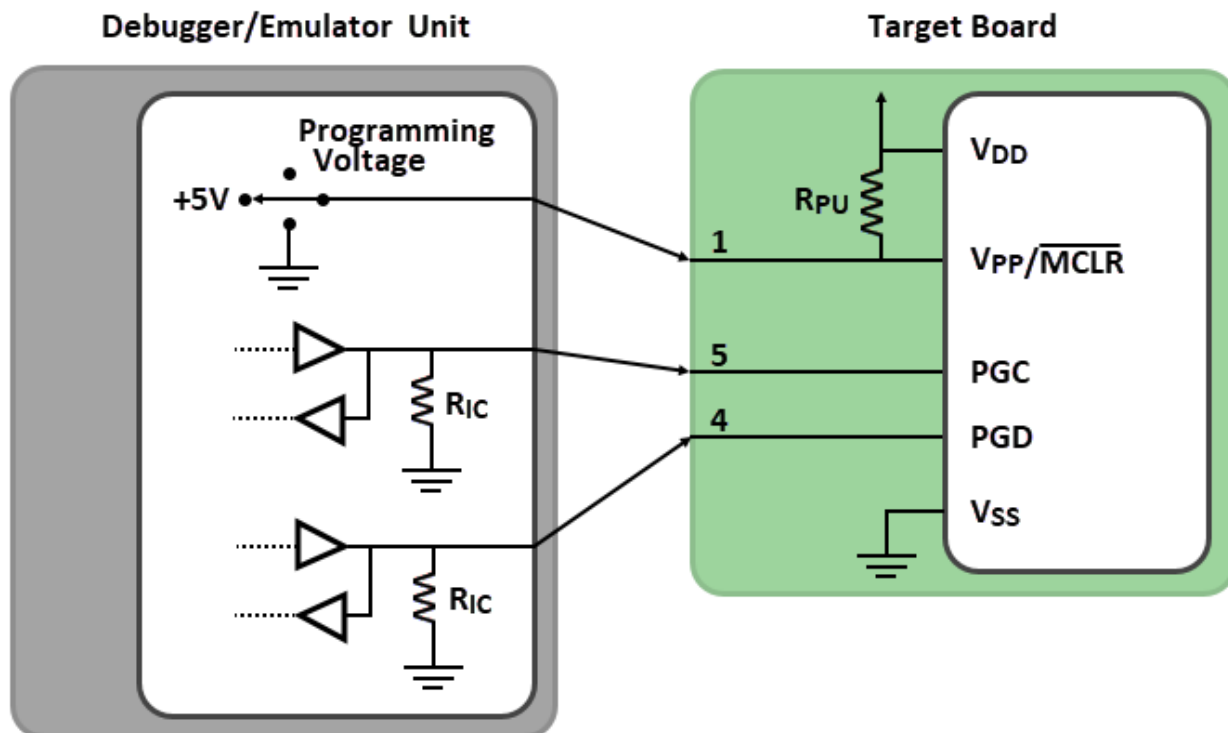 Debugger/Emulator Unit
Target Board
Programming
Voltage
+5V
RIC
RIC
1
5
4
RPU
VDD
VPP/MCLR
PGC
PGD
VSS